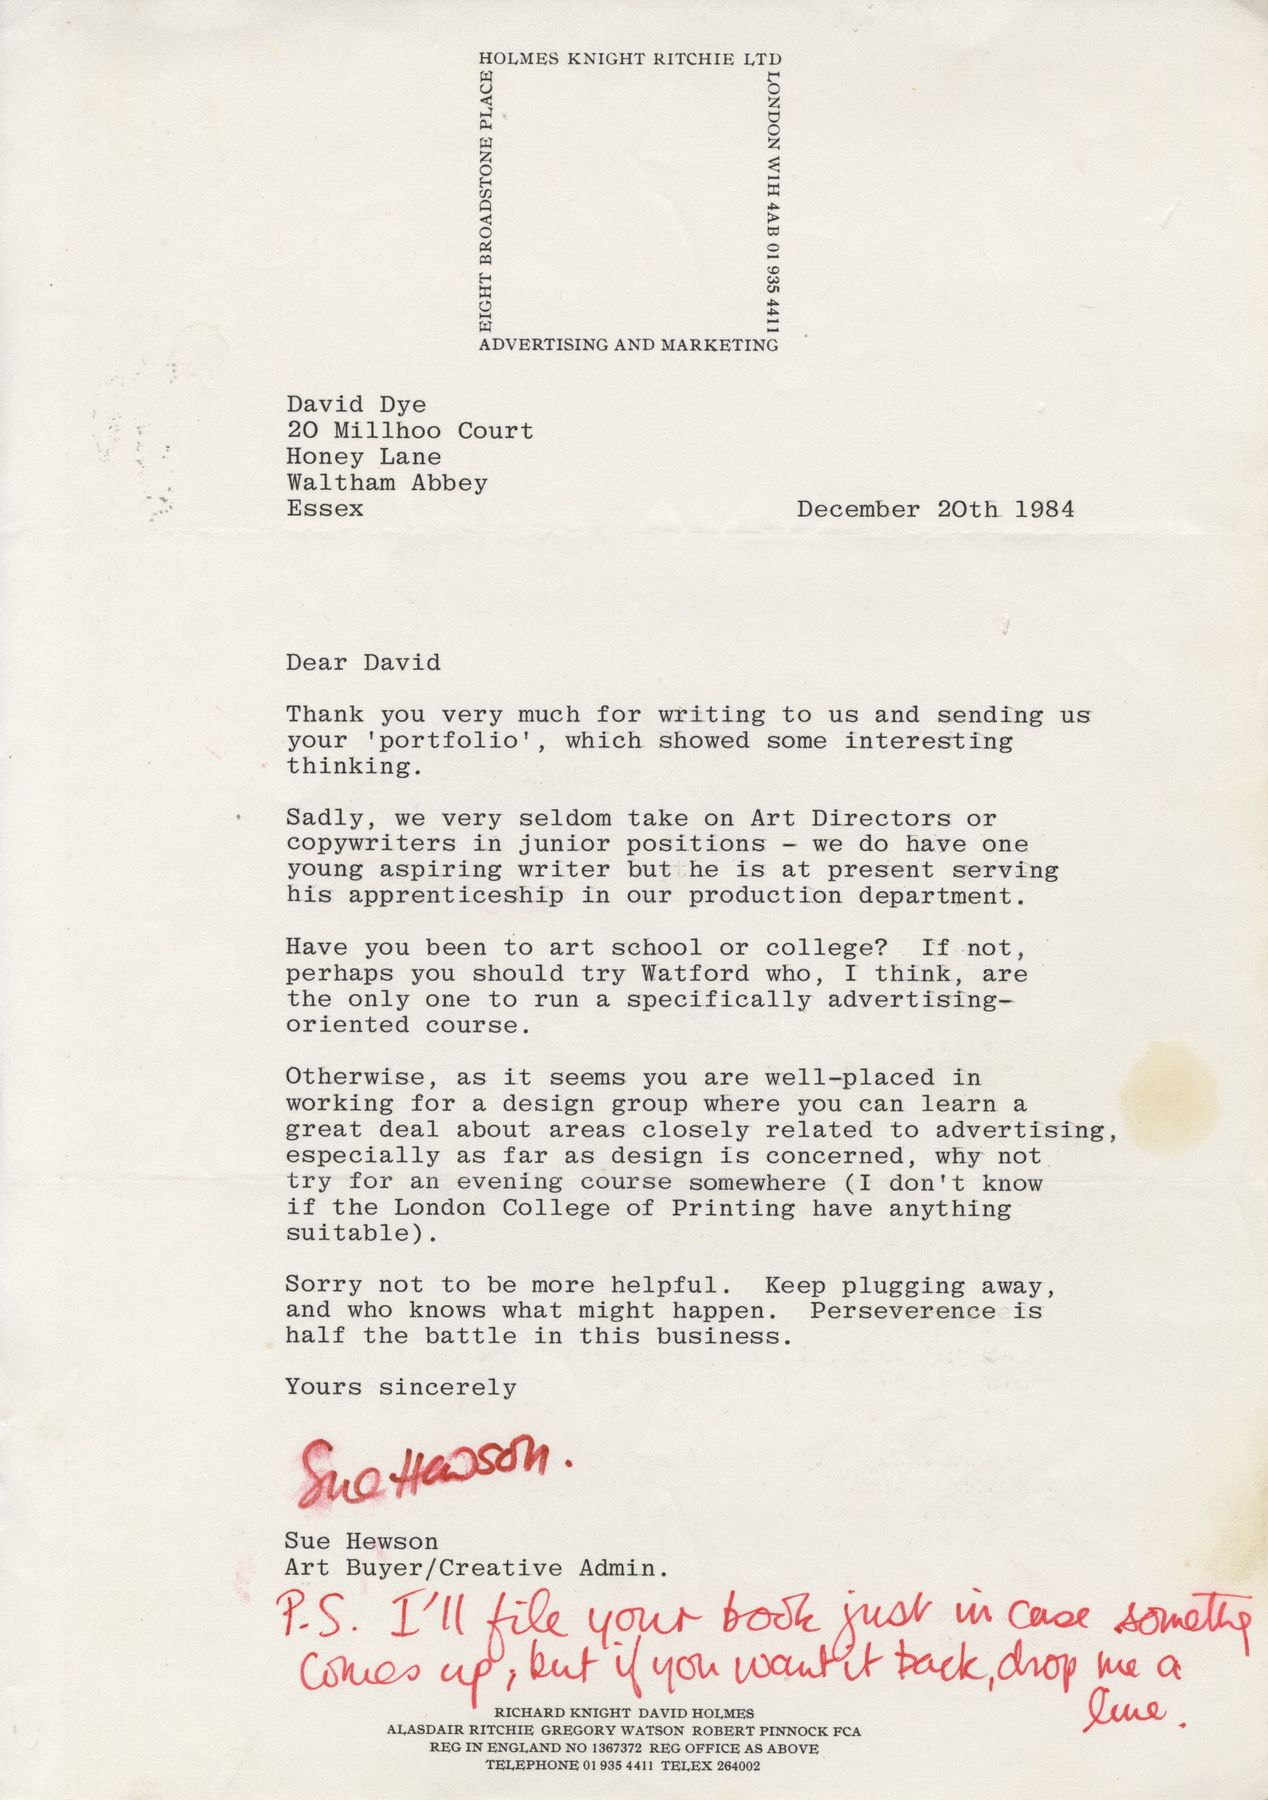 HOLMES KNIGHT RITCHIE LTD
EIGHT BROADSTONE PLACE
LONDON W1H 4AB 01 935 4411
ADVERTISING AND MARKETING
David Dye
20 Millhoo Court
Honey Lane
Waltham Abbey
Essex
December 20th 1984
Dear David
Thank you very much for writing to us and sending us
your 'portfolio', which showed some interesting
thinking.
Sadly, we very seldom take on Art Directors or
copywriters in junior positions - we do have one
young aspiring writer but he is at present serving
his apprenticeship in our production department.
Have you been to art school or college?  If not,
perhaps you should try Watford who, I think, are
the only one to run a specifically advertising-
oriented course.
Otherwise, as it seems you are well-placed in
working for a design group where you can learn a
great deal about areas closely related to advertising,
especially as far as design is concerned, why not
try for an evening course somewhere (I don't know
if the London College of Printing have anything
suitable).
Sorry not to be more helpful.  Keep plugging away,
and who knows what might happen.  Perseverence is
half the battle in this business.
Yours sincerely
Sue Hewson.
Sue Hewson
Art Buyer/Creative Admin.
P.S. I'll file your book just in case somethg
comes up, but if you want it back, drop me a
line.
RICHARD KNIGHT DAVID HOLMES
ALASDAIR RITCHIE GREGORY WATSON ROBERT PINNOCK FCA
REG IN ENGLAND NO 1367372 REG OFFICE AS ABOVE
TELEPHONE 01 935 4411 TELEX 264002